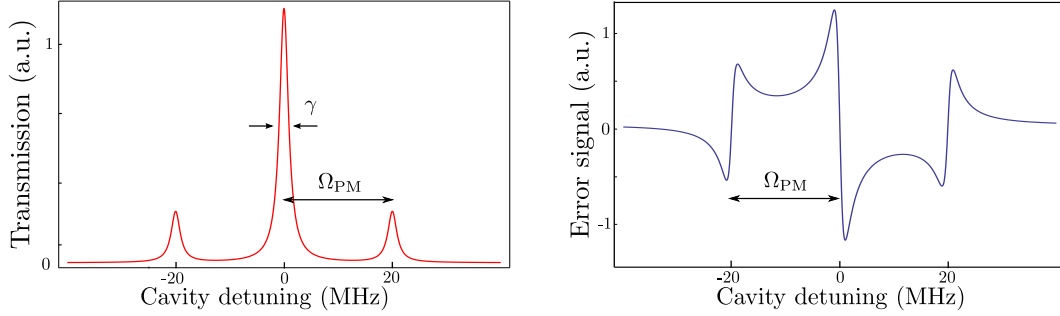 Transmission (a.u.)
1
0
γ
Ω_PM
-20
0
20
Cavity detuning (MHz)
Error signal (a.u.)
1
0
-1
Ω_PM
-20
0
20
Cavity detuning (MHz)